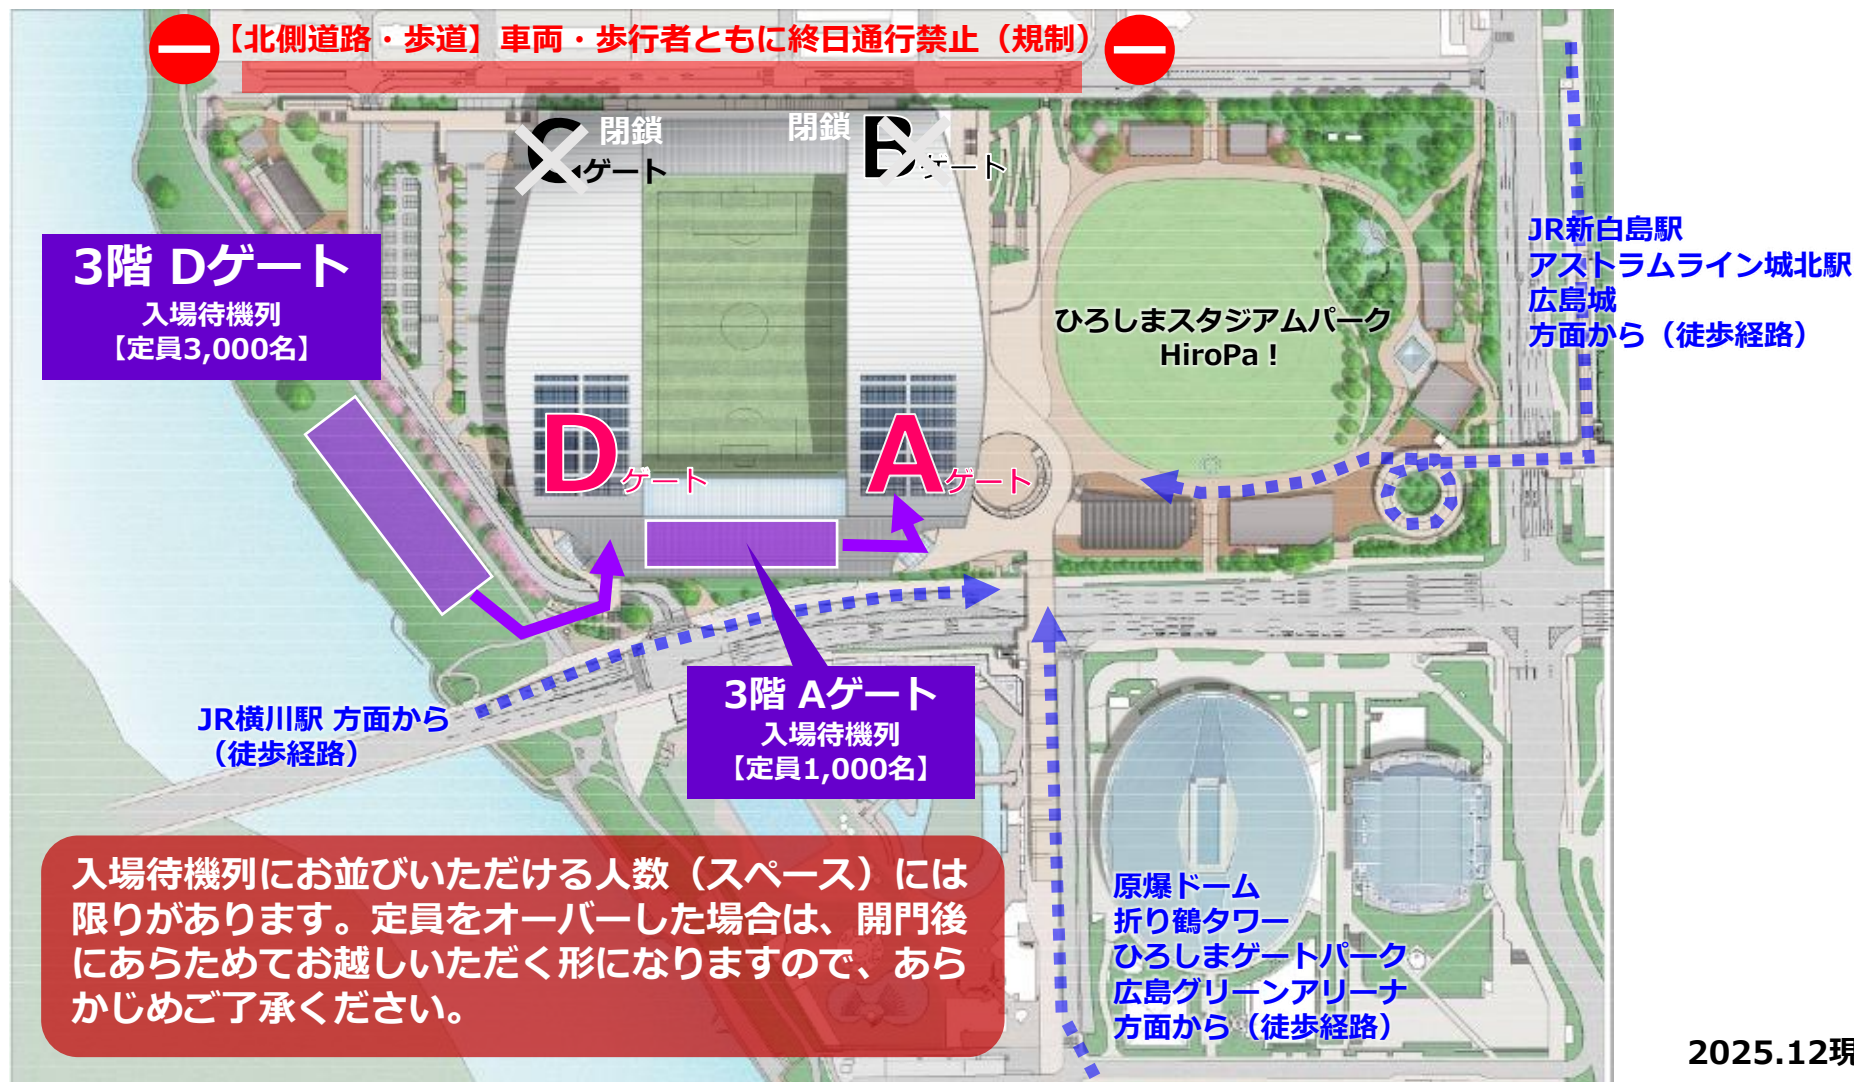 【北側道路・歩道】車両・歩行者ともに終日通行禁止（規制）
C
ゲート
閉鎖
閉鎖
B
ゲート
3階 Dゲート
入場待機列
【定員3,000名】
JR新白島駅
アストラムライン城北駅
広島城
方面から（徒歩経路）
ひろしまスタジアムパーク
HiroPa！
Dゲート
Aゲート
3階 Aゲート
入場待機列
【定員1,000名】
JR横川駅 方面から
（徒歩経路）
入場待機列にお並びいただける人数（スペース）には
限りがあります。定員をオーバーした場合は、開門後
にあらためてお越しいただく形になりますので、あら
かじめご了承ください。
原爆ドーム
折り鶴タワー
ひろしまゲートパーク
広島グリーンアリーナ
方面から（徒歩経路）
2025.12現